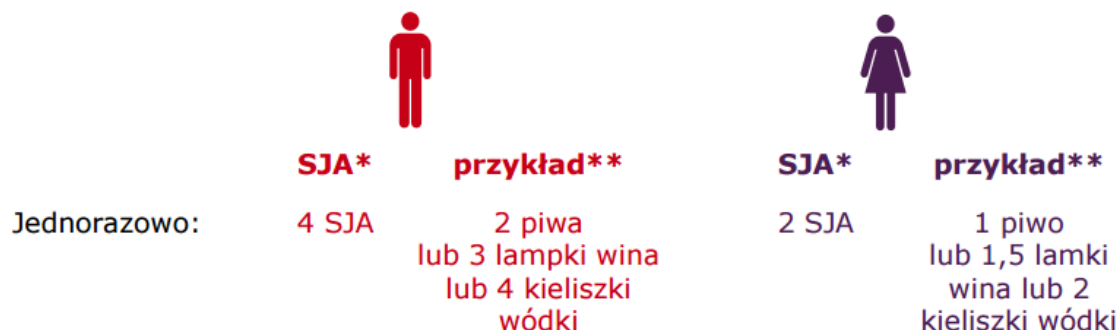 SJA* przykład** SJA* przykład**
Jednorazowo: 4 SJA 2 piwa 2 SJA 1 piwo
lub 3 lampki wina lub 1,5 lamki
lub 4 kieliszki wina lub 2
wódki kieliszki wódki